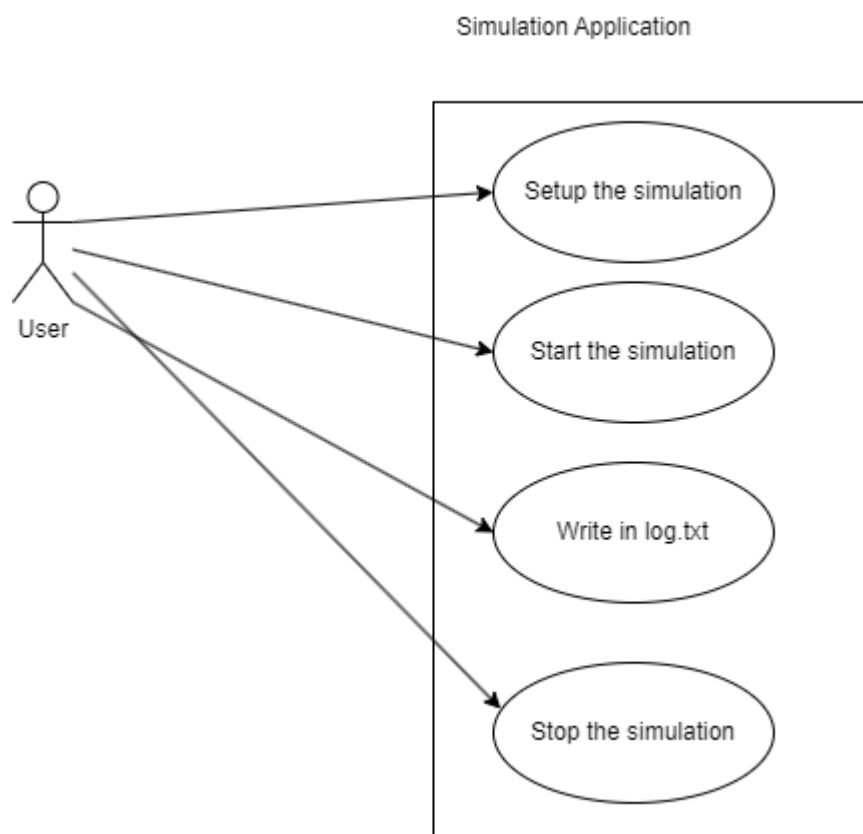 Simulation Application
Setup the simulation
User
Start the simulation
Write in log.txt
Stop the simulation